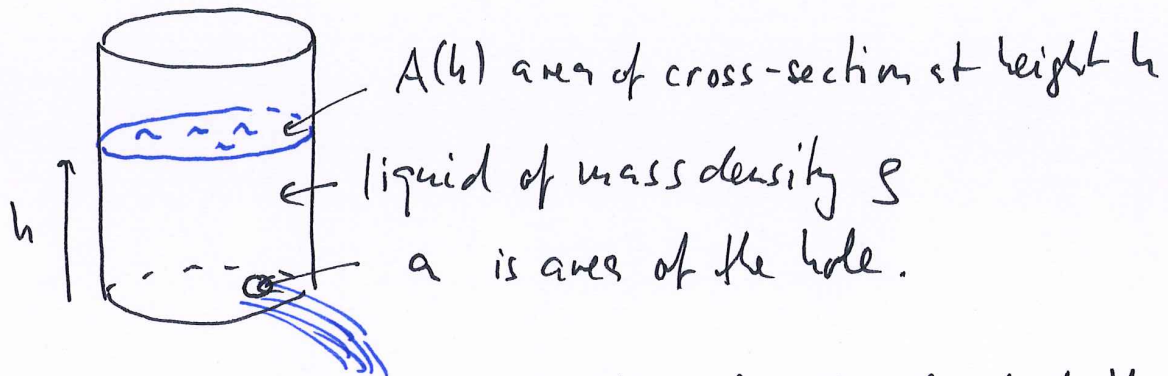 A(h) area of cross-section at height h
liquid of mass density ρ
h
a is area of the hole.